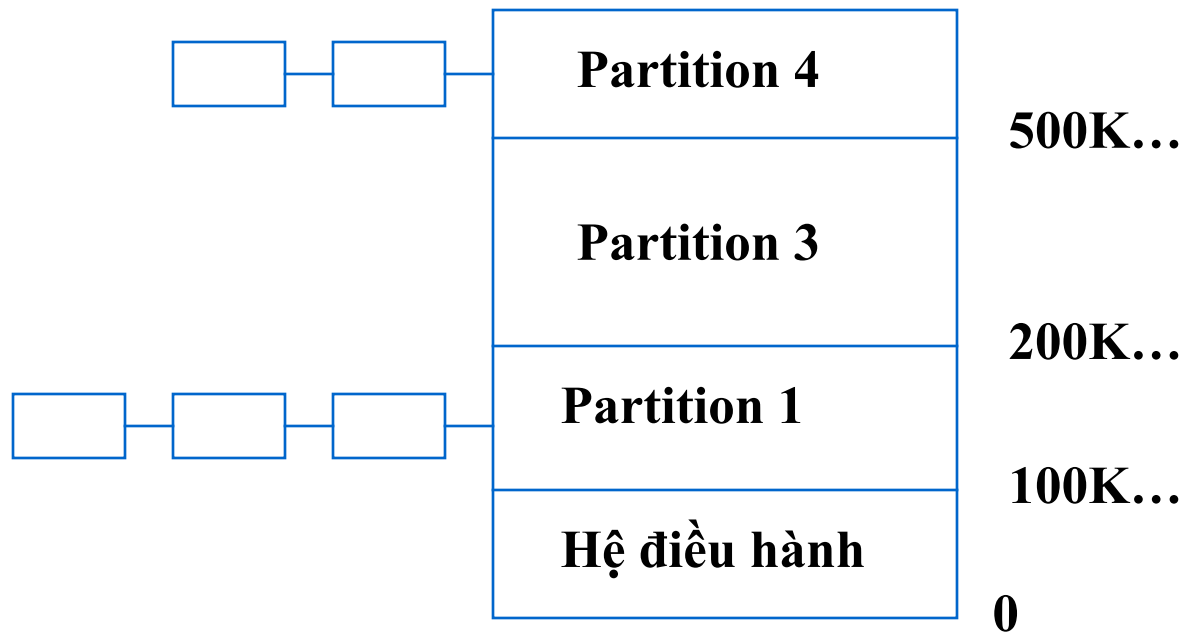 Partition 4
500K…
Partition 3
200K…
Partition 1
100K…
Hệ điều hành
0